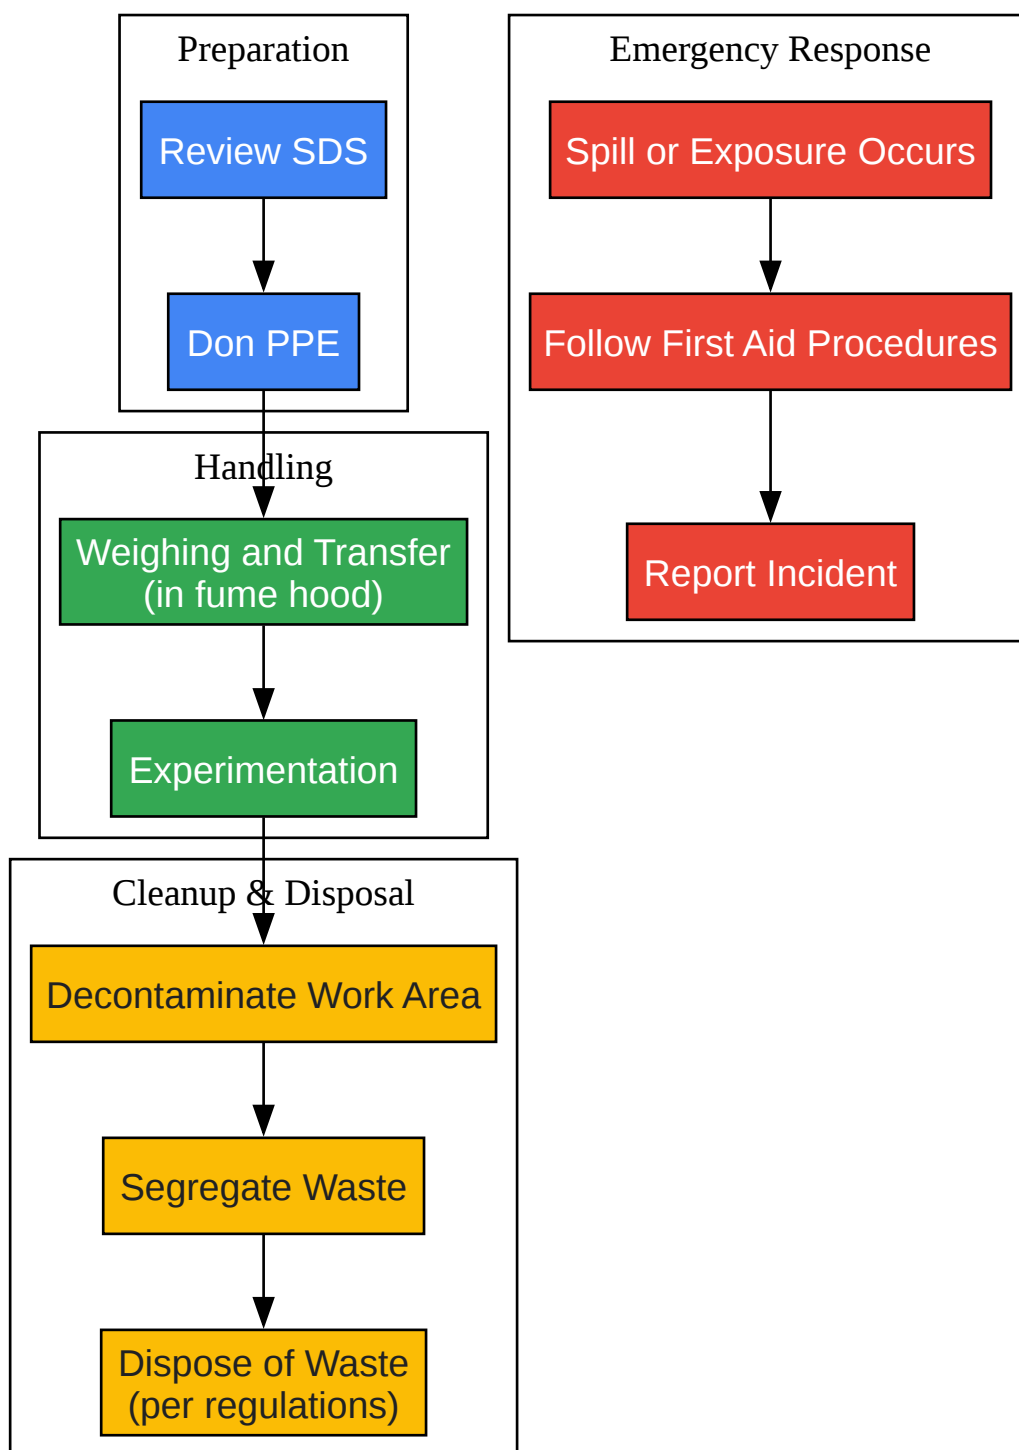 Preparation
Review SDS
Don PPE
Handling
Weighing and Transfer
(in fume hood)
Experimentation
Cleanup & Disposal
Decontaminate Work Area
Segregate Waste
Dispose of Waste
(per regulations)
Emergency Response
Spill or Exposure Occurs
Follow First Aid Procedures
Report Incident